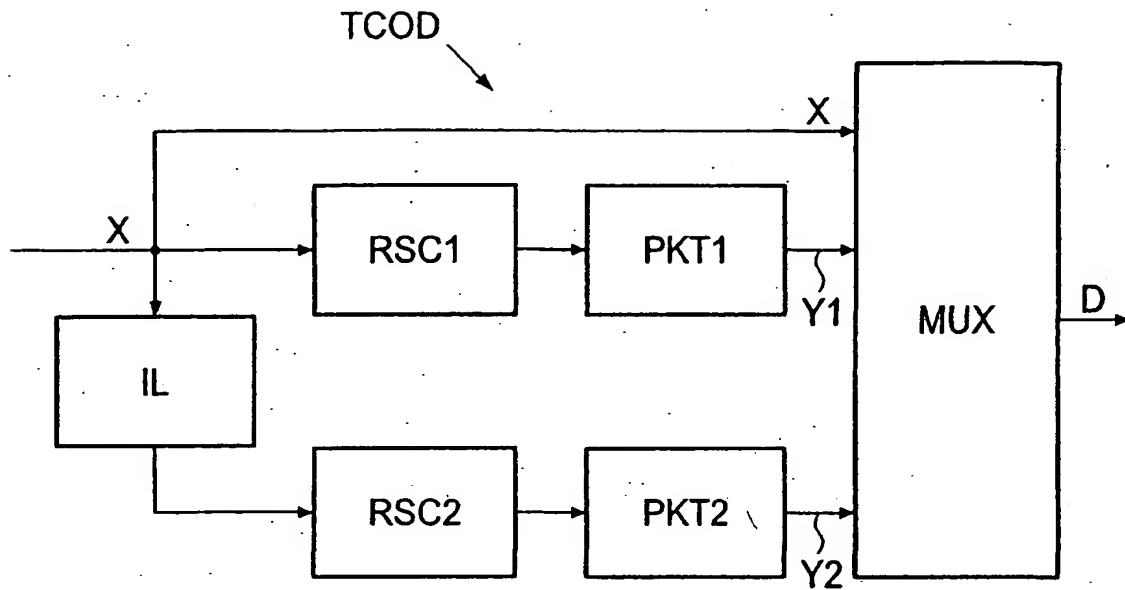 TCOD
X
X
RSC1
PKT1
Y1
MUX
D
IL
RSC2
PKT2
Y2